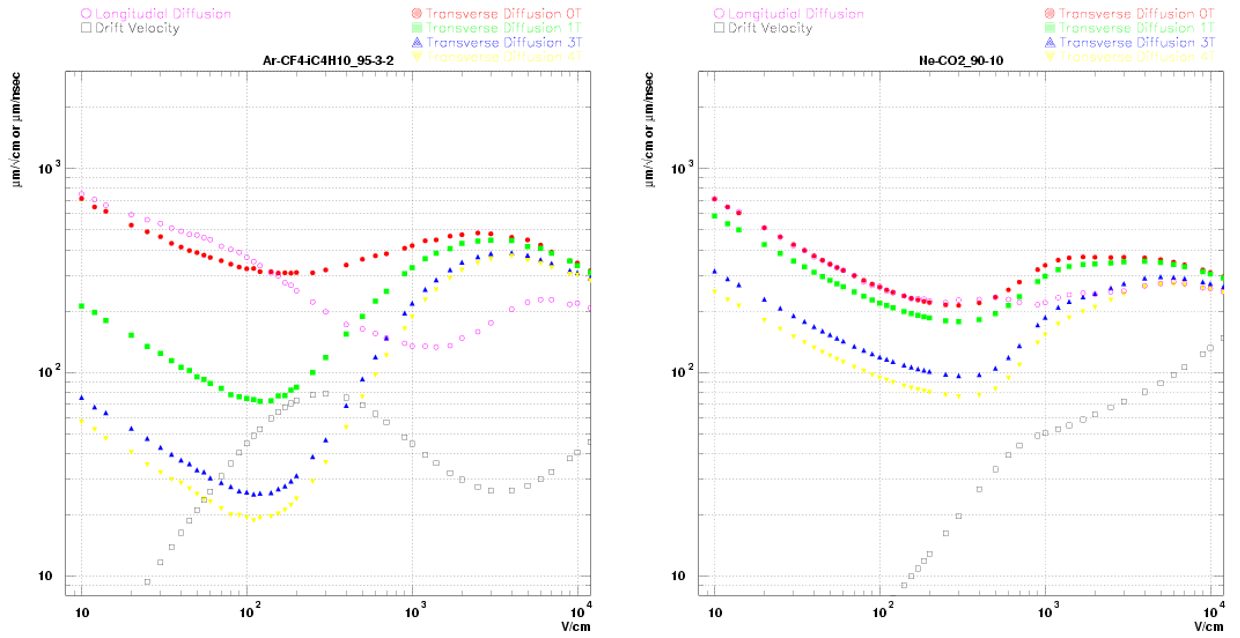 Longitudial Diffusion
Drift Velocity
Transverse Diffusion 0T
Transverse Diffusion 1T
Transverse Diffusion 3T
Transverse Diffusion 4T
Ar-CF4-iC4H10_95-3-2
μm/√cm or μm/nsec
10³
10²
10
10
10²
10³
10⁴
V/cm
Longitudial Diffusion
Drift Velocity
Transverse Diffusion 0T
Transverse Diffusion 1T
Transverse Diffusion 3T
Transverse Diffusion 4T
Ne-CO2_90-10
μm/√cm or μm/nsec
10³
10²
10
10
10²
10³
10⁴
V/cm